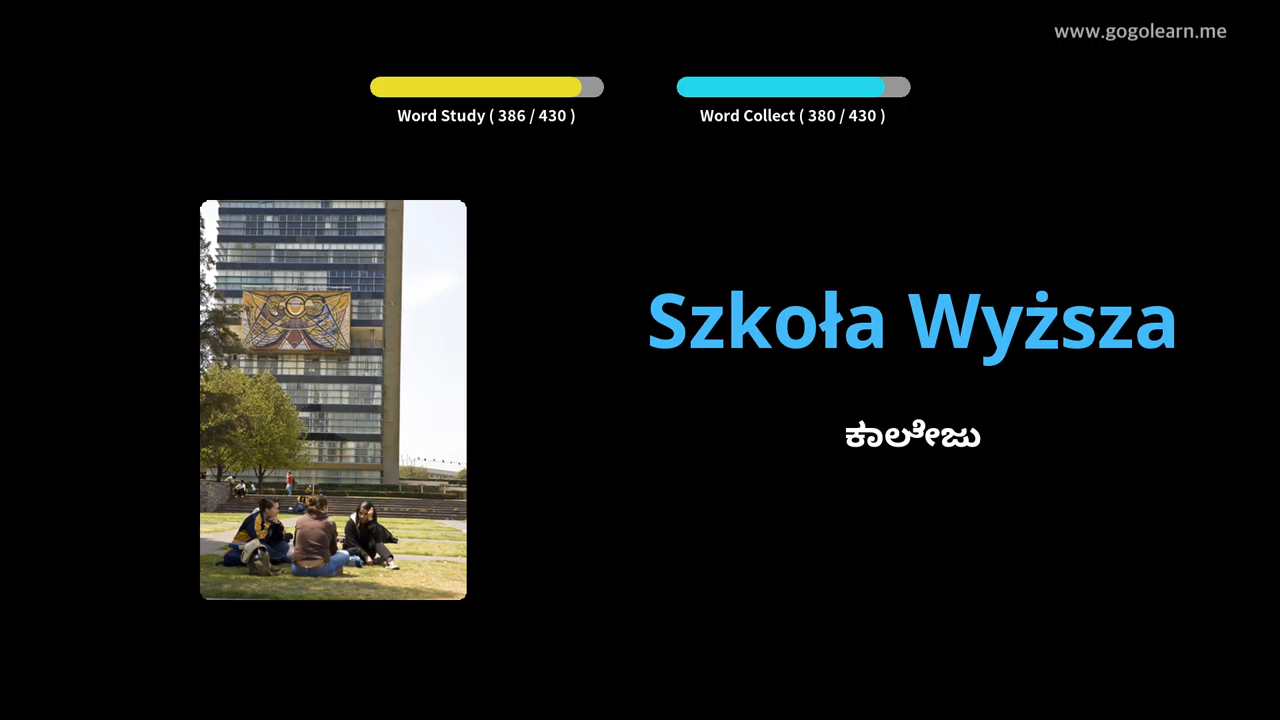 www.gogolearn.me
Word Study ( 386 / 430 )
Word Collect ( 380 / 430 )
Szkoła Wyższa
ಕಾಲೇಜು